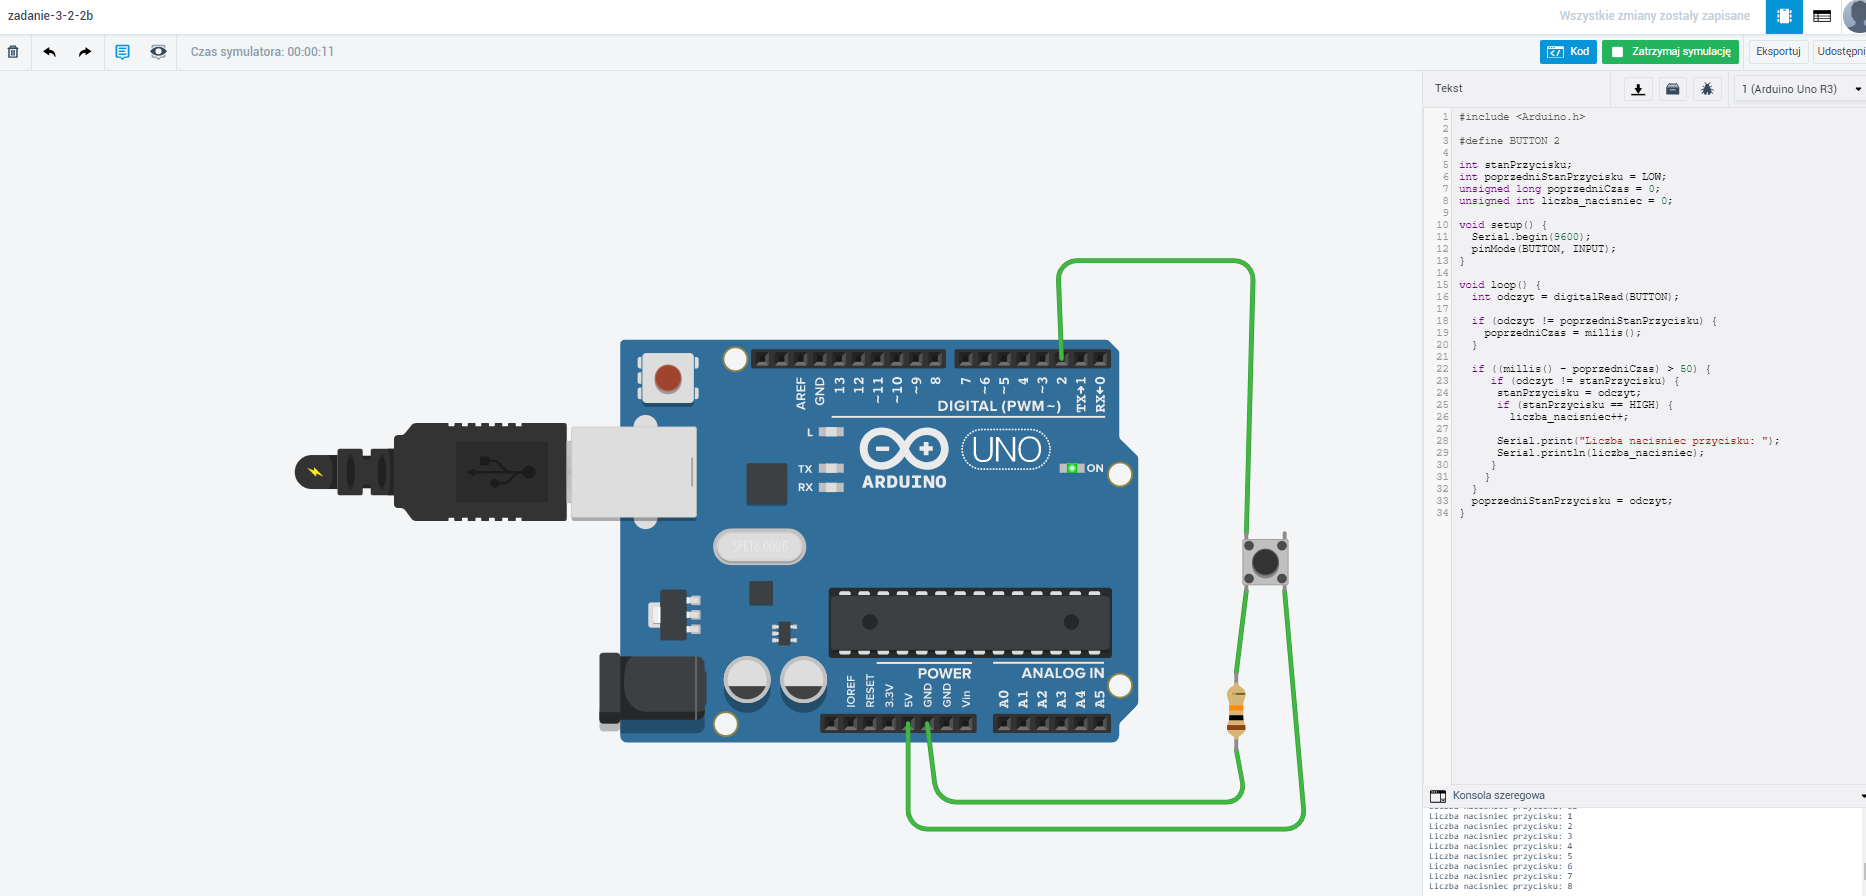 zadanie-3-2-2b
Wszystkie zmiany zostały zapisane
Czas symulatora: 00:00:11
Kod
Zatrzymaj symulację
Eksportuj
Udostępnij
Tekst
1 (Arduino Uno R3)
1 #include <Arduino.h>
2
3 #define BUTTON 2
4
5 int stanPrzycisku;
6 int poprzedniStanPrzycisku = LOW;
7 unsigned long poprzedniCzas = 0;
8 unsigned int liczba_nacisniec = 0;
9
10 void setup() {
11 Serial.begin(9600);
12 pinMode(BUTTON, INPUT);
13 }
14
15 void loop() {
16 int odczyt = digitalRead(BUTTON);
17
18 if (odczyt != poprzedniStanPrzycisku) {
19 poprzedniCzas = millis();
20 }
21
22 if ((millis() - poprzedniCzas) > 50) {
23 if (odczyt != stanPrzycisku) {
24 stanPrzycisku = odczyt;
25 if (stanPrzycisku == HIGH) {
26 liczba_nacisniec++;
27
28 Serial.print("Liczba nacisniec przycisku: ");
29 Serial.println(liczba_nacisniec);
30 }
31 }
32 }
33 poprzedniStanPrzycisku = odczyt;
34 }
AREF
GND
13
12
~11
~10
~9
8
7
~6
~5
4
~3
2
TX→1
RX←0
DIGITAL (PWM~)
L
TX
RX
ARDUINO
UNO
ON
SPK16.000G
POWER
ANALOG IN
IOREF
RESET
3.3V
5V
GND
GND
Vin
A0
A1
A2
A3
A4
A5
Konsola szeregowa
Liczba nacisniec przycisku: 1
Liczba nacisniec przycisku: 2
Liczba nacisniec przycisku: 3
Liczba nacisniec przycisku: 4
Liczba nacisniec przycisku: 5
Liczba nacisniec przycisku: 6
Liczba nacisniec przycisku: 7
Liczba nacisniec przycisku: 8